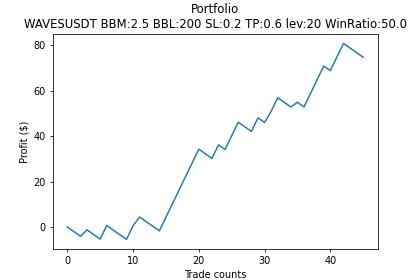 Portfolio
WAVESUSDT BBM:2.5 BBL:200 SL:0.2 TP:0.6 lev:20 WinRatio:50.0
80
60
40
20
0
Profit ($)
0
10
20
30
40
Trade counts